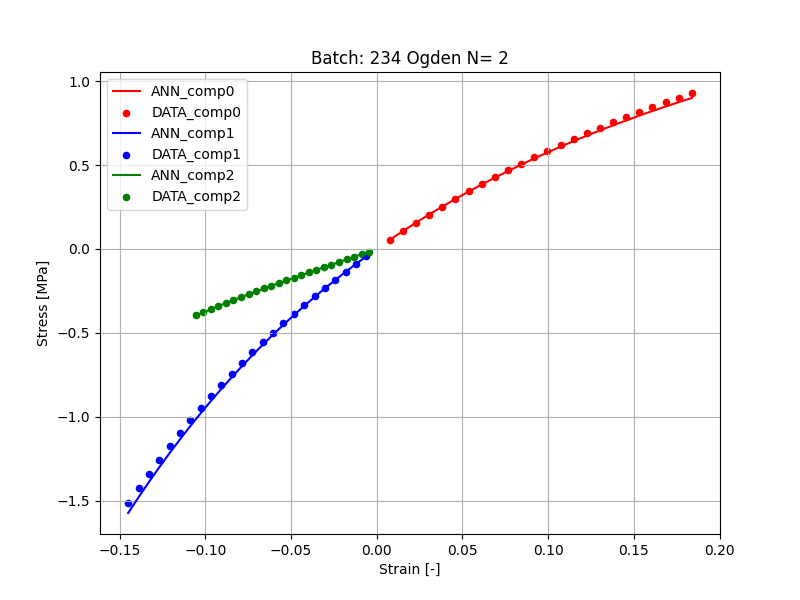 Batch: 234 Ogden N= 2
ANN_comp0
DATA_comp0
ANN_comp1
DATA_comp1
ANN_comp2
DATA_comp2
1.0
0.5
0.0
−0.5
−1.0
−1.5
Stress [MPa]
−0.15 −0.10 −0.05 0.00 0.05 0.10 0.15 0.20
Strain [-]